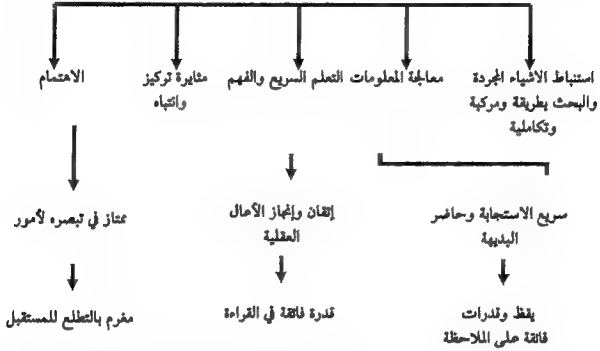 استنباط الاشياء المجردة
والبحث بطريقة ومركبة
وتكاملية
معالجة المعلومات
التعلم السريع والفهم
مثابرة تركيز
وانتباه
الاهتمام
سريع الاستجابة وحاضر
البديهة
إتقان وإنجاز الأعمال
العقلية
ممتاز في تبصره لأمور
يقظ وقدرات
فائقة على الملاحظة
قدرة فائقة في القراءة
مغرم بالتطلع للمستقبل